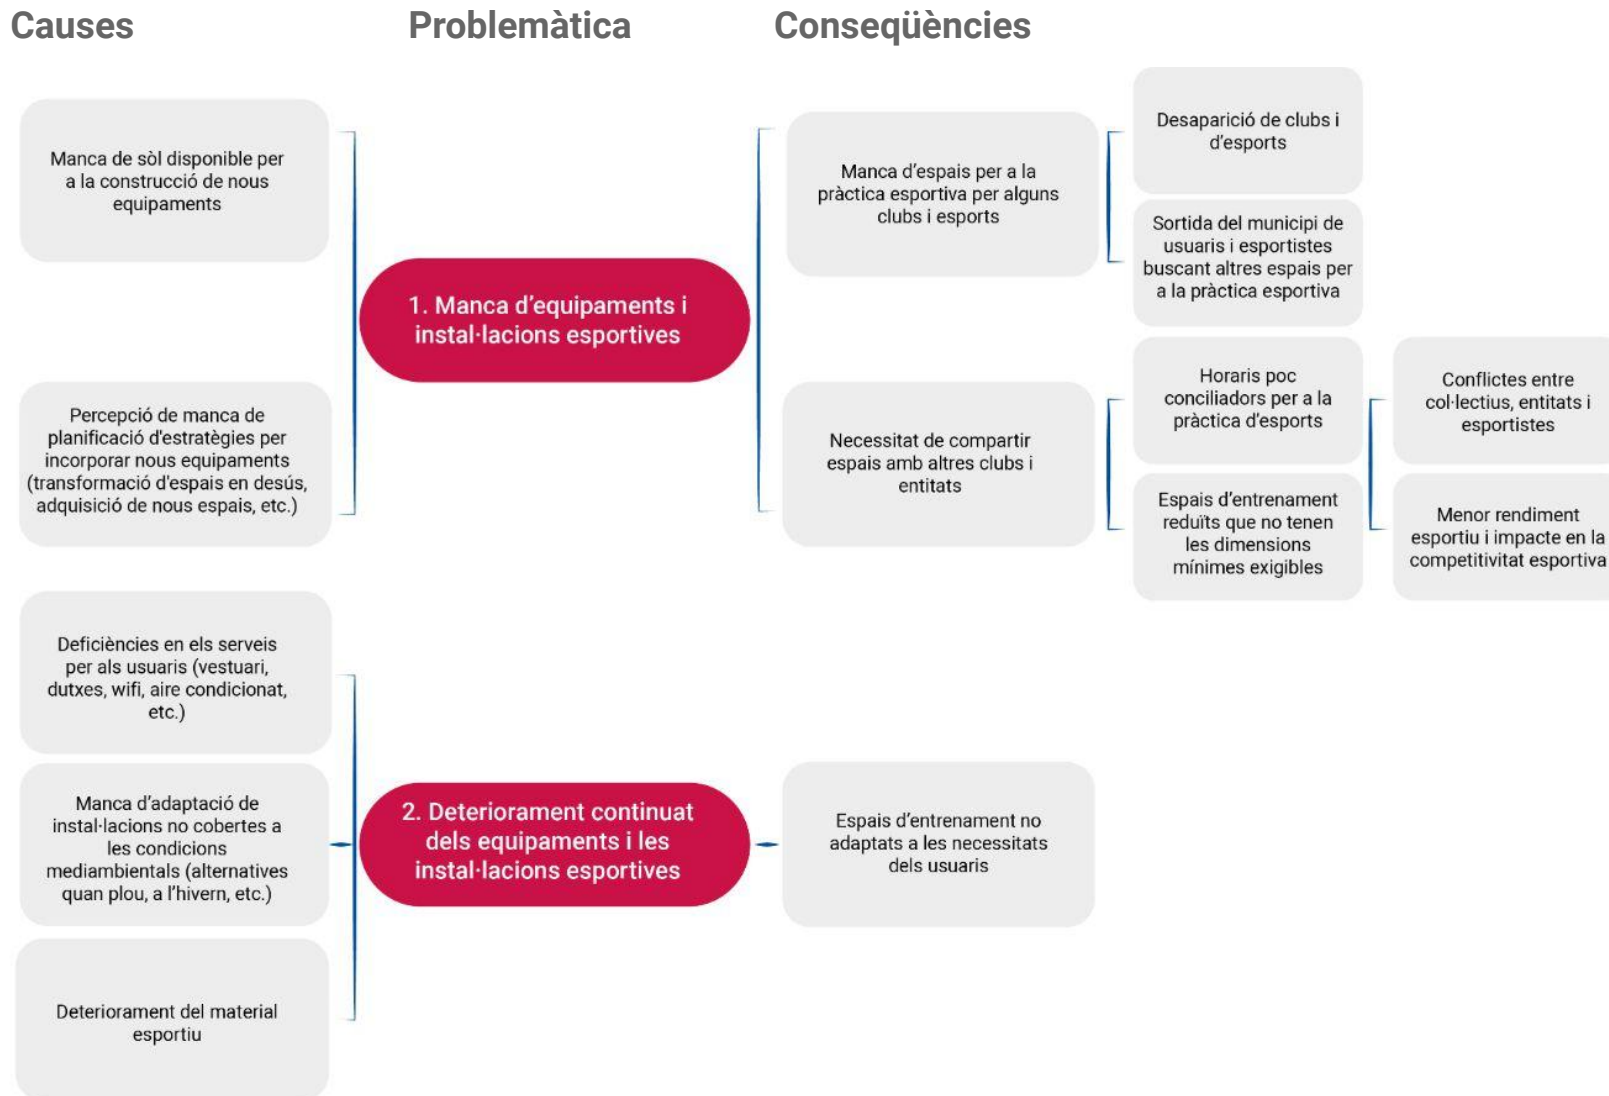 Causes
Problemàtica
Conseqüències
Manca de sòl disponible per
a la construcció de nous
equipaments
Percepció de manca de
planificació d'estratègies per
incorporar nous equipaments
(transformació d'espais en desús,
adquisició de nous espais, etc.)
1. Manca d'equipaments i
instal·lacions esportives
Manca d'espais per a la
pràctica esportiva per alguns
clubs i esports
Desaparició de clubs i
d'esports
Sortida del municipi de
usuaris i esportistes
buscant altres espais per
a la pràctica esportiva
Necessitat de compartir
espais amb altres clubs i
entitats
Horaris poc
conciliadors per a la
pràctica d'esports
Espais d'entrenament
reduïts que no tenen
les dimensions
mínimes exigibles
Conflictes entre
col·lectius, entitats i
esportistes
Menor rendiment
esportiu i impacte en la
competitivitat esportiva
Deficiències en els serveis
per als usuaris (vestuari,
dutxes, wifi, aire condicionat,
etc.)
Manca d'adaptació de
instal·lacions no cobertes a
les condicions
mediambientals (alternatives
quan plou, a l'hivern, etc.)
Deteriorament del material
esportiu
2. Deteriorament continuat
dels equipaments i les
instal·lacions esportives
Espais d'entrenament no
adaptats a les necessitats
dels usuaris